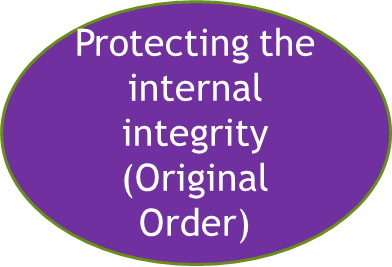 Protecting the
internal
integrity
(Original
Order)